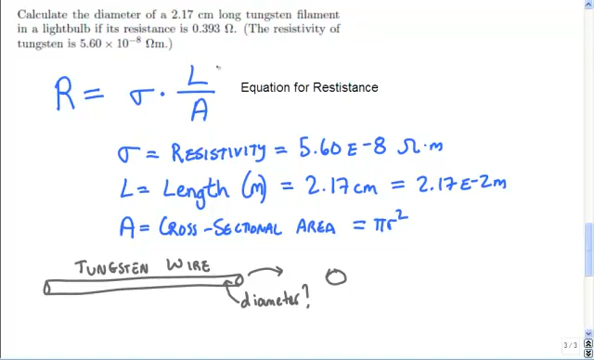 Calculate the diameter of a 2.17 cm long tungsten filament
in a lightbulb if its resistance is 0.393 Ω. (The resistivity of
tungsten is 5.60 × 10⁻⁸ Ωm.)
R = σ · L/A
Equation for Restistance
σ = RESISTIVITY = 5.60 E-8 Ω·m
L = Length (m) = 2.17 cm = 2.17 E-2 m
A = CROSS-SECTIONAL AREA = πr²
TUNGSTEN WIRE
diameter?
3/3